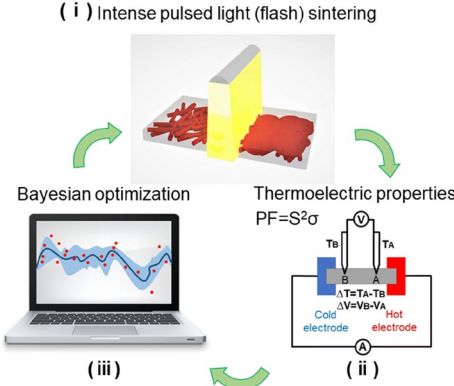 ( i ) Intense pulsed light (flash) sintering
Bayesian optimization
Thermoelectric properties
PF=S²σ
V
TB TA
B A
ΔT=TA-TB
ΔV=VB-VA
Cold
electrode
Hot
electrode
A
( iii )
( ii )